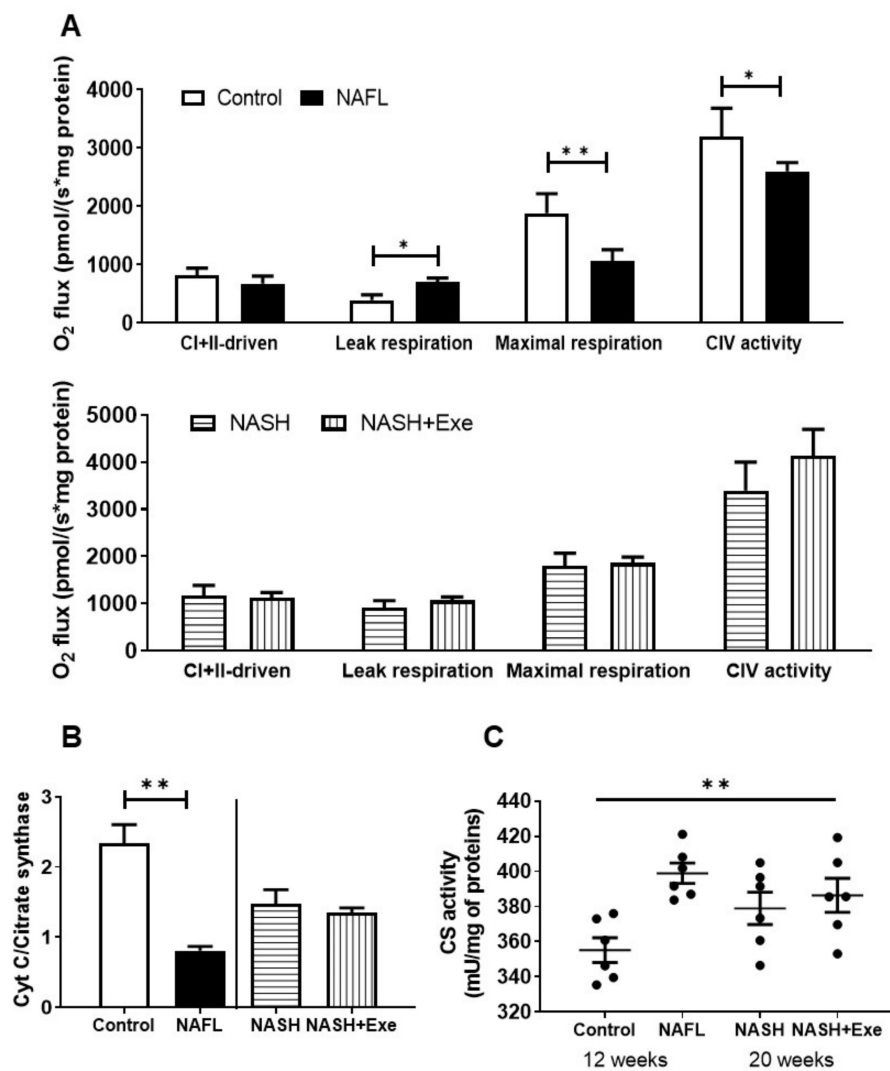 A
O2 flux (pmol/(s*mg protein)
4000
3000
2000
1000
0
Control NAFL
*
**
*
CI+II-driven Leak respiration Maximal respiration CIV activity
O2 flux (pmol/(s*mg protein)
5000
4000
3000
2000
1000
0
NASH NASH+Exe
CI+II-driven Leak respiration Maximal respiration CIV activity
B
Cyt C/Citrate synthase
3
2
1
0
**
Control NAFL NASH NASH+Exe
C
CS activity
(mU/mg of proteins)
440
420
400
380
360
340
320
**
Control NAFL NASH NASH+Exe
12 weeks 20 weeks